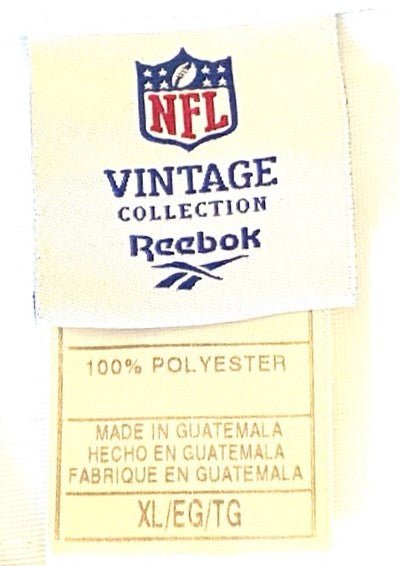 NFL
VINTAGE
COLLECTION
Reebok
100% POLYESTER
MADE IN GUATEMALA
HECHO EN GUATEMALA
FABRIQUE EN GUATEMALA
XL/EG/TG